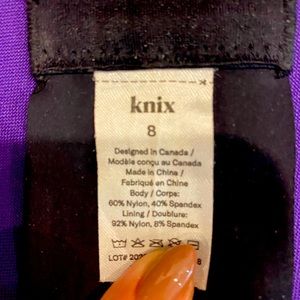 knix
8
Designed in Canada /
Modèle conçu au Canada
Made in China /
Fabriqué en Chine
Body / Corps:
60% Nylon, 40% Spandex
Lining / Doublure:
92% Nylon, 8% Spandex
LOT#